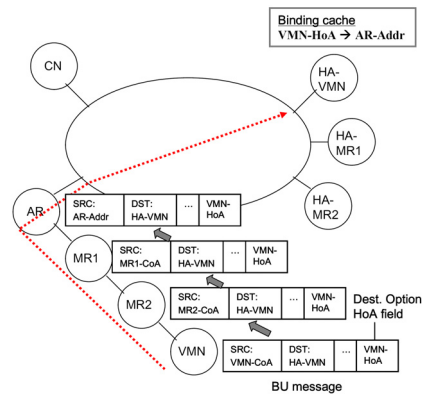 Binding cache
VMN-HoA → AR-Addr
CN
HA-
VMN
HA-
MR1
HA-
MR2
AR
SRC:
AR-Addr
DST:
HA-VMN
...
VMN-
HoA
MR1
SRC:
MR1-CoA
DST:
HA-VMN
...
VMN-
HoA
MR2
SRC:
MR2-CoA
DST:
HA-VMN
...
VMN-
HoA
Dest. Option
HoA field
VMN
SRC:
VMN-CoA
DST:
HA-VMN
...
VMN-
HoA
BU message